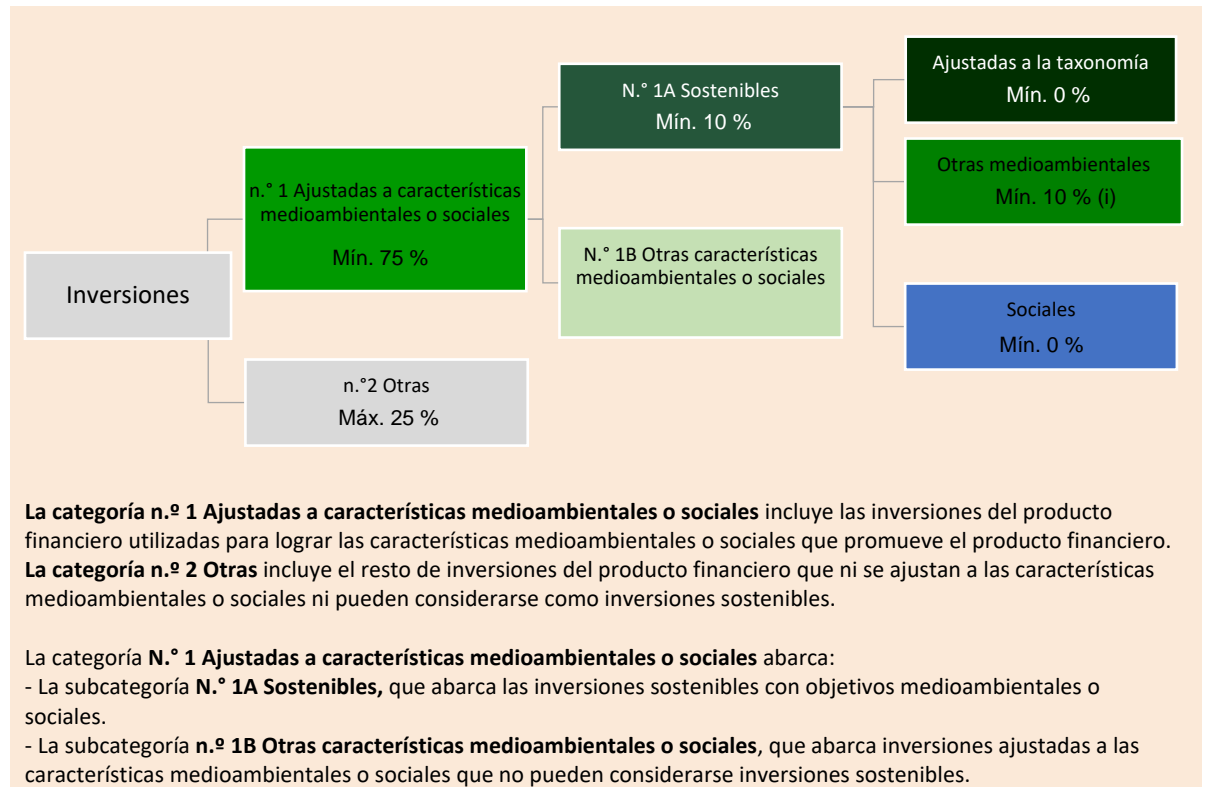 Ajustadas a la taxonomía
Mín. 0 %
N.° 1A Sostenibles
Mín. 10 %
Otras medioambientales
Mín. 10 % (i)
n.° 1 Ajustadas a características
medioambientales o sociales
Mín. 75 %
N.° 1B Otras características
medioambientales o sociales
Inversiones
Sociales
Mín. 0 %
n.°2 Otras
Máx. 25 %
La categoría n.º 1 Ajustadas a características medioambientales o sociales incluye las inversiones del producto
financiero utilizadas para lograr las características medioambientales o sociales que promueve el producto financiero.
La categoría n.º 2 Otras incluye el resto de inversiones del producto financiero que ni se ajustan a las características
medioambientales o sociales ni pueden considerarse como inversiones sostenibles.
La categoría N.° 1 Ajustadas a características medioambientales o sociales abarca:
- La subcategoría N.° 1A Sostenibles, que abarca las inversiones sostenibles con objetivos medioambientales o
sociales.
- La subcategoría n.º 1B Otras características medioambientales o sociales, que abarca inversiones ajustadas a las
características medioambientales o sociales que no pueden considerarse inversiones sostenibles.